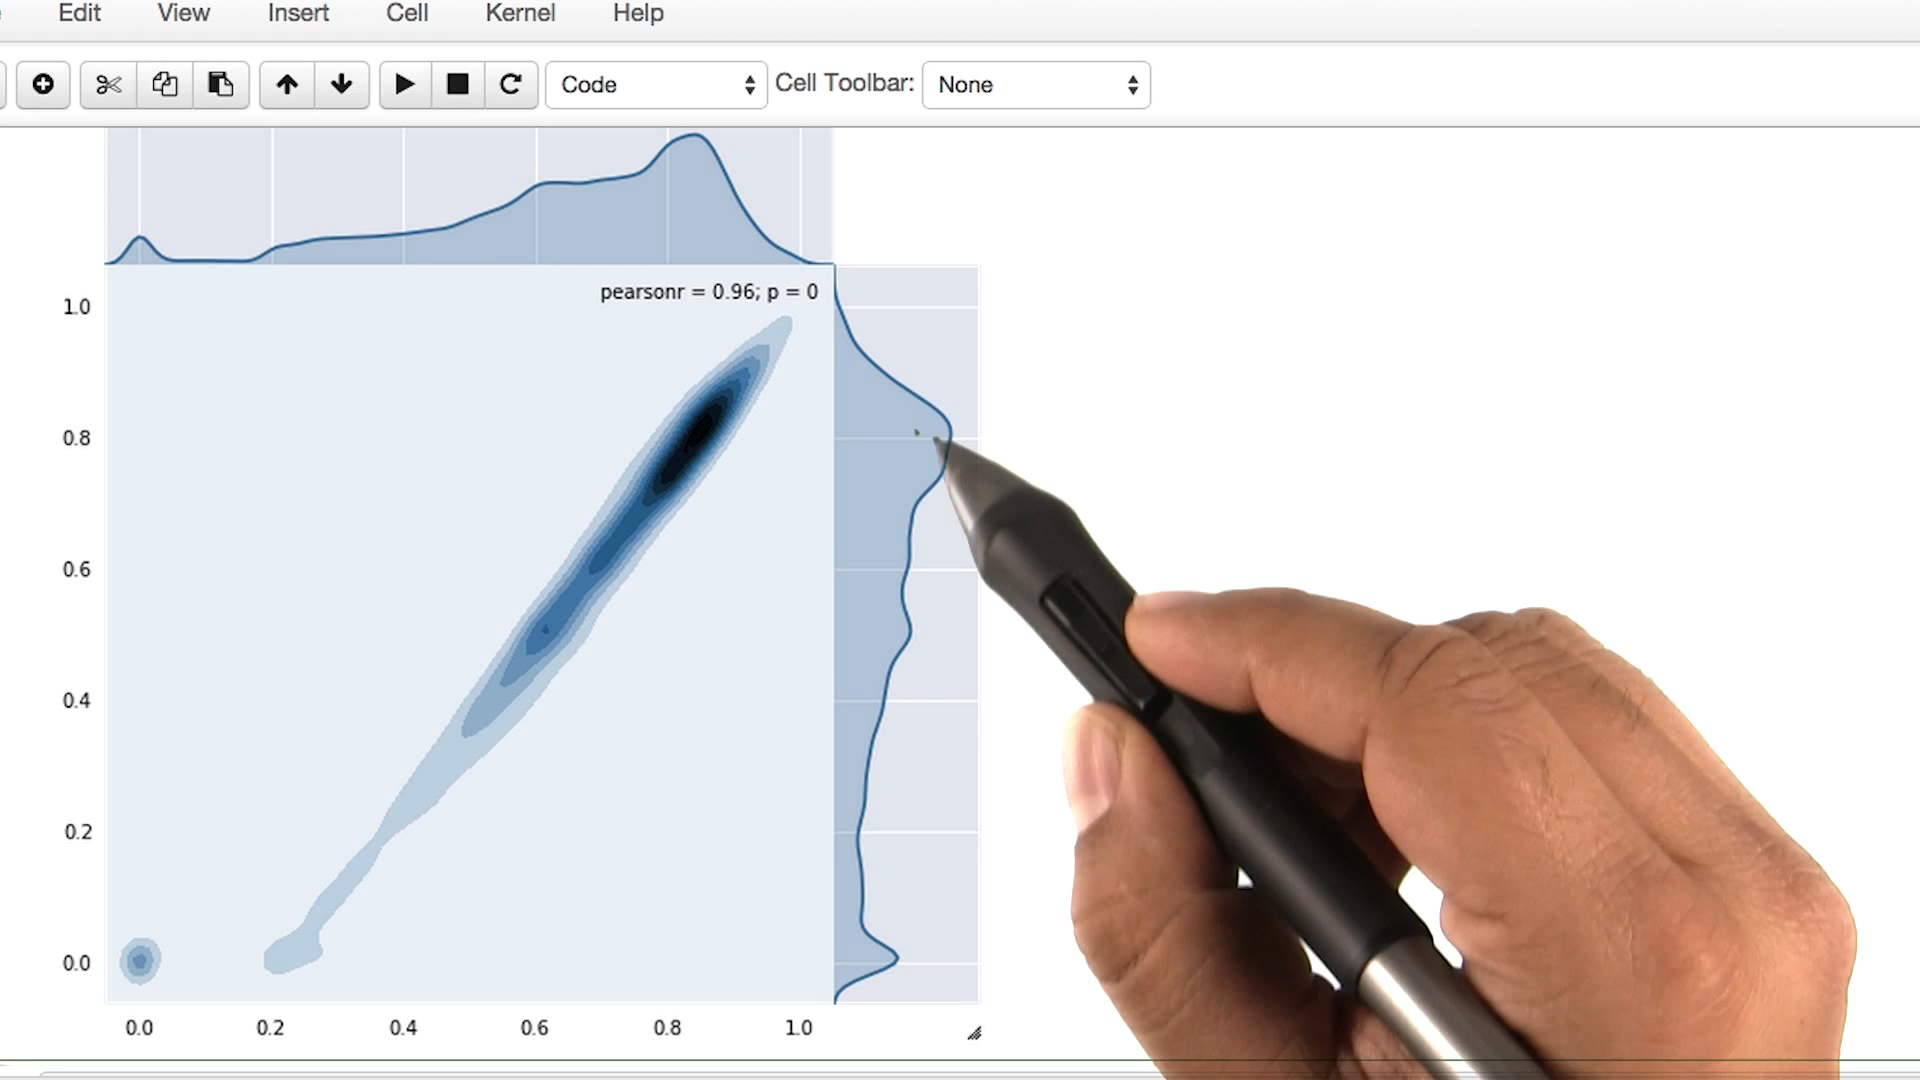 Edit View Insert Cell Kernel Help
Code Cell Toolbar: None
pearsonr = 0.96; p = 0
1.0
0.8
0.6
0.4
0.2
0.0
0.0 0.2 0.4 0.6 0.8 1.0